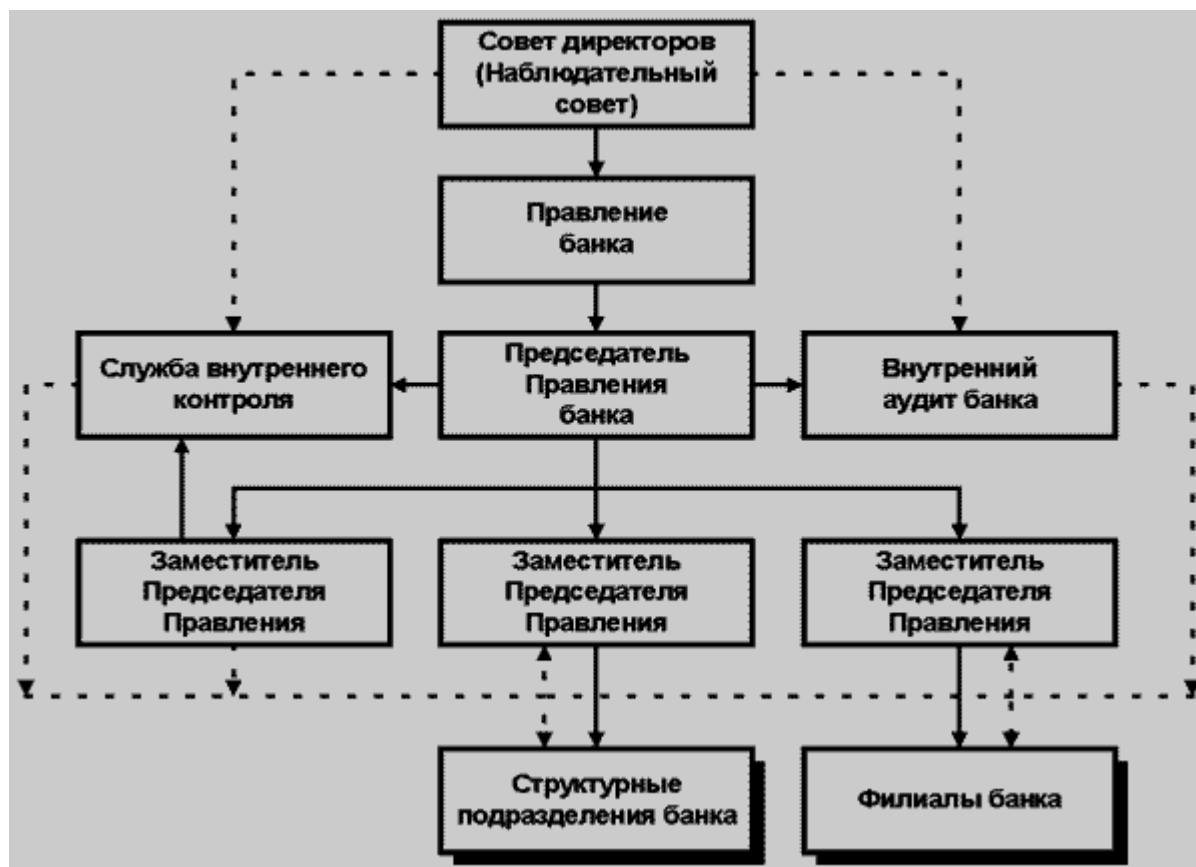 Совет директоров
(Наблюдательный
совет)
Правление
банка
Служба внутреннего
контроля
Председатель
Правления
банка
Внутренний
аудит банка
Заместитель
Председателя
Правления
Заместитель
Председателя
Правления
Заместитель
Председателя
Правления
Структурные
подразделения банка
Филиалы банка